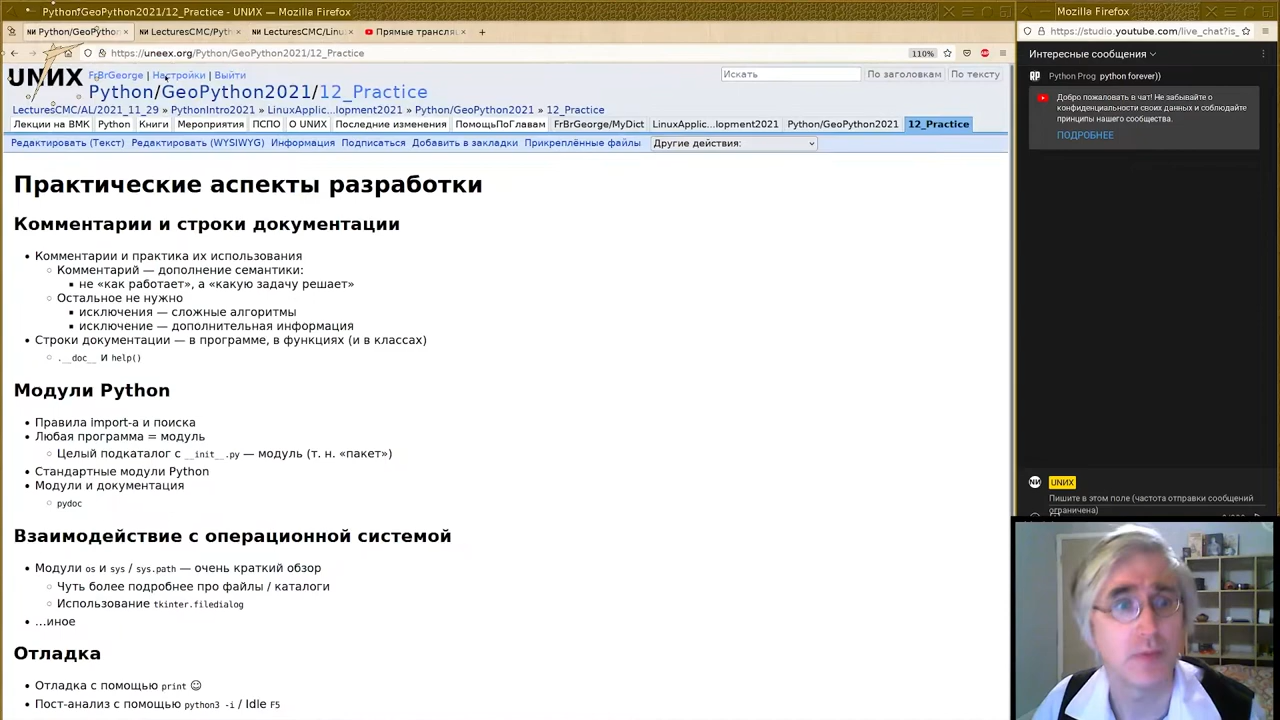 Python/GeoPython2021/12_Practice - UNИX — Mozilla Firefox
Mozilla Firefox
Python/GeoPython
LecturesCMC/Pyth
LecturesCMC/Linu
Прямые трансля
https://uneex.org/Python/GeoPython2021/12_Practice
110%
https://studio.youtube.com/live_chat?is_
UNИX
FrBrGeorge | Настройки | Выйти
Искать
По заголовкам
По тексту
Python/GeoPython2021/12_Practice
LecturesCMC/AL/2021_11_29 » PythonIntro2021 » LinuxApplic...lopment2021 » Python/GeoPython2021 » 12_Practice
Лекции на ВМК Python Книги Мероприятия ПСПО О UNIX Последние изменения ПомощьПоГлавам FrBrGeorge/MyDict LinuxApplic...lopment2021 Python/GeoPython2021 12_Practice
Редактировать (Текст) Редактировать (WYSIWYG) Информация Подписаться Добавить в закладки Прикреплённые файлы Другие действия:
Практические аспекты разработки
Комментарии и строки документации
Комментарии и практика их использования
Комментарий — дополнение семантики:
не «как работает», а «какую задачу решает»
Остальное не нужно
исключения — сложные алгоритмы
исключение — дополнительная информация
Строки документации — в программе, в функциях (и в классах)
.__doc__ и help()
Модули Python
Правила import-а и поиска
Любая программа = модуль
Целый подкаталог с __init__.py — модуль (т. н. «пакет»)
Стандартные модули Python
Модули и документация
pydoc
Взаимодействие с операционной системой
Модули os и sys / sys.path — очень краткий обзор
Чуть более подробнее про файлы / каталоги
Использование tkinter.filedialog
…иное
Отладка
Отладка с помощью print ☺
Пост-анализ с помощью python3 -i / Idle F5
Интересные сообщения
Python Prog python forever))
Добро пожаловать в чат! Не забывайте о
конфиденциальности своих данных и соблюдайте
принципы нашего сообщества.
ПОДРОБНЕЕ
UNИX
Пишите в этом поле (частота отправки сообщений
ограничена)